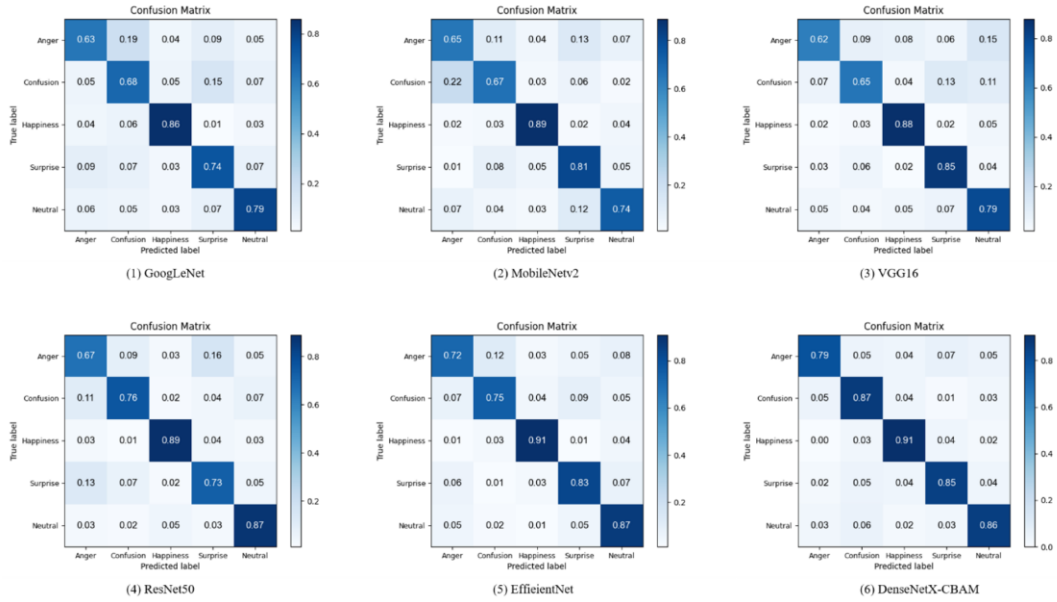 Confusion Matrix
Anger 0.63 0.19 0.04 0.09 0.05
Confusion 0.05 0.68 0.05 0.15 0.07
Happiness 0.04 0.06 0.86 0.01 0.03
Surprise 0.09 0.07 0.03 0.74 0.07
Neutral 0.06 0.05 0.03 0.07 0.79
True label
Anger Confusion Happiness Surprise Neutral
Predicted label
0.8
0.6
0.4
0.2
(1) GoogLeNet
Confusion Matrix
Anger 0.65 0.11 0.04 0.13 0.07
Confusion 0.22 0.67 0.03 0.06 0.02
Happiness 0.02 0.03 0.89 0.02 0.04
Surprise 0.01 0.08 0.05 0.81 0.05
Neutral 0.07 0.04 0.03 0.12 0.74
True label
Anger Confusion Happiness Surprise Neutral
Predicted label
0.8
0.6
0.4
0.2
(2) MobileNetv2
Confusion Matrix
Anger 0.62 0.09 0.08 0.06 0.15
Confusion 0.07 0.65 0.04 0.13 0.11
Happiness 0.02 0.03 0.88 0.02 0.05
Surprise 0.03 0.06 0.02 0.85 0.04
Neutral 0.05 0.04 0.05 0.07 0.79
True label
Anger Confusion Happiness Surprise Neutral
Predicted label
0.8
0.6
0.4
0.2
(3) VGG16
Confusion Matrix
Anger 0.67 0.09 0.03 0.16 0.05
Confusion 0.11 0.76 0.02 0.04 0.07
Happiness 0.03 0.01 0.89 0.04 0.03
Surprise 0.13 0.07 0.02 0.73 0.05
Neutral 0.03 0.02 0.05 0.03 0.87
True label
Anger Confusion Happiness Surprise Neutral
Predicted label
0.8
0.6
0.4
0.2
(4) ResNet50
Confusion Matrix
Anger 0.72 0.12 0.03 0.05 0.08
Confusion 0.07 0.75 0.04 0.09 0.05
Happiness 0.01 0.03 0.91 0.01 0.04
Surprise 0.06 0.01 0.03 0.83 0.07
Neutral 0.05 0.02 0.01 0.05 0.87
True label
Anger Confusion Happiness Surprise Neutral
Predicted label
0.8
0.6
0.4
0.2
(5) EffieientNet
Confusion Matrix
Anger 0.79 0.05 0.04 0.07 0.05
Confusion 0.05 0.87 0.04 0.01 0.03
Happiness 0.00 0.03 0.91 0.04 0.02
Surprise 0.02 0.05 0.04 0.85 0.04
Neutral 0.03 0.06 0.02 0.03 0.86
True label
Anger Confusion Happiness Surprise Neutral
Predicted label
0.8
0.6
0.4
0.2
0.0
(6) DenseNetX-CBAM